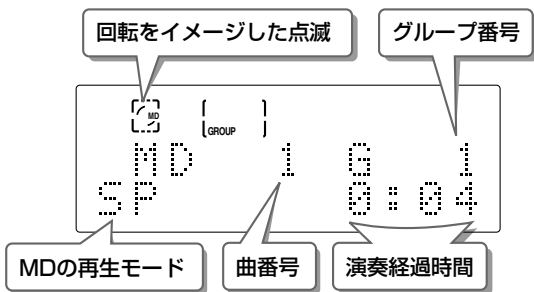 回転をイメージした点滅
グループ番号
MD
GROUP
MD 1 G 1
SP 0:04
MDの再生モード
曲番号
演奏経過時間